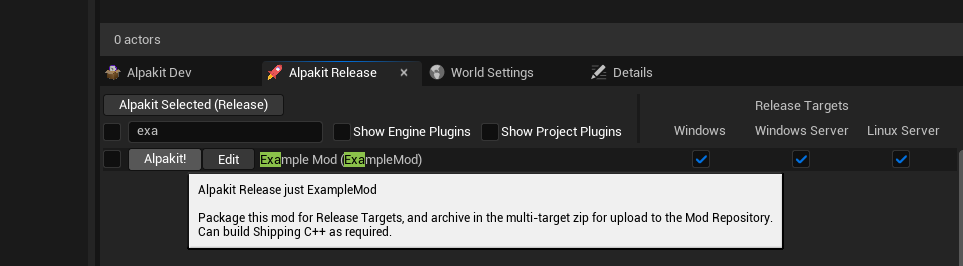 0 actors
Alpakit Dev
Alpakit Release
World Settings
Details
Alpakit Selected (Release)
Release Targets
exa
Show Engine Plugins
Show Project Plugins
Windows
Windows Server
Linux Server
Alpakit!
Edit
Example Mod (ExampleMod)
Alpakit Release just ExampleMod
Package this mod for Release Targets, and archive in the multi-target zip for upload to the Mod Repository.
Can build Shipping C++ as required.